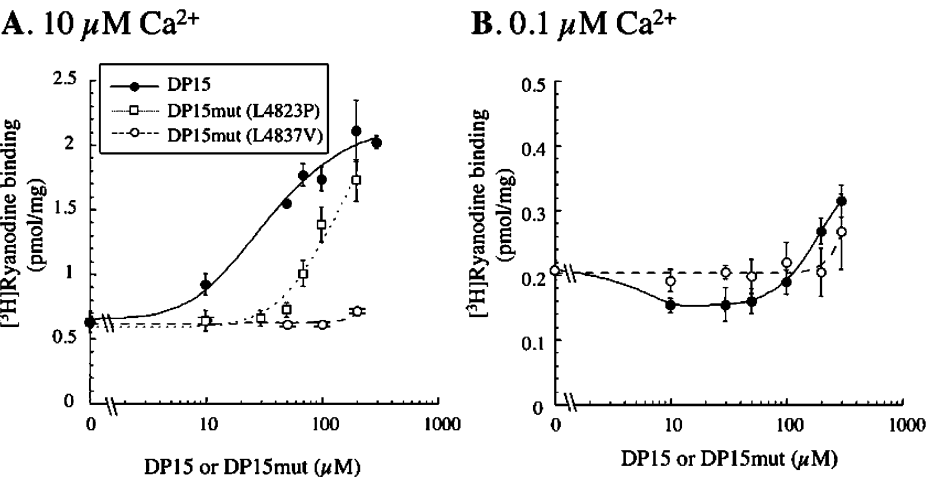 A. 10 µM Ca²⁺
2.5
2
1.5
1
0.5
0
[³H]Ryanodine binding
(pmol/mg)
DP15
DP15mut (L4823P)
DP15mut (L4837V)
0
10
100
1000
DP15 or DP15mut (µM)
B. 0.1 µM Ca²⁺
0.5
0.4
0.3
0.2
0.1
0
[³H]Ryanodine binding
(pmol/mg)
0
10
100
1000
DP15 or DP15mut (µM)